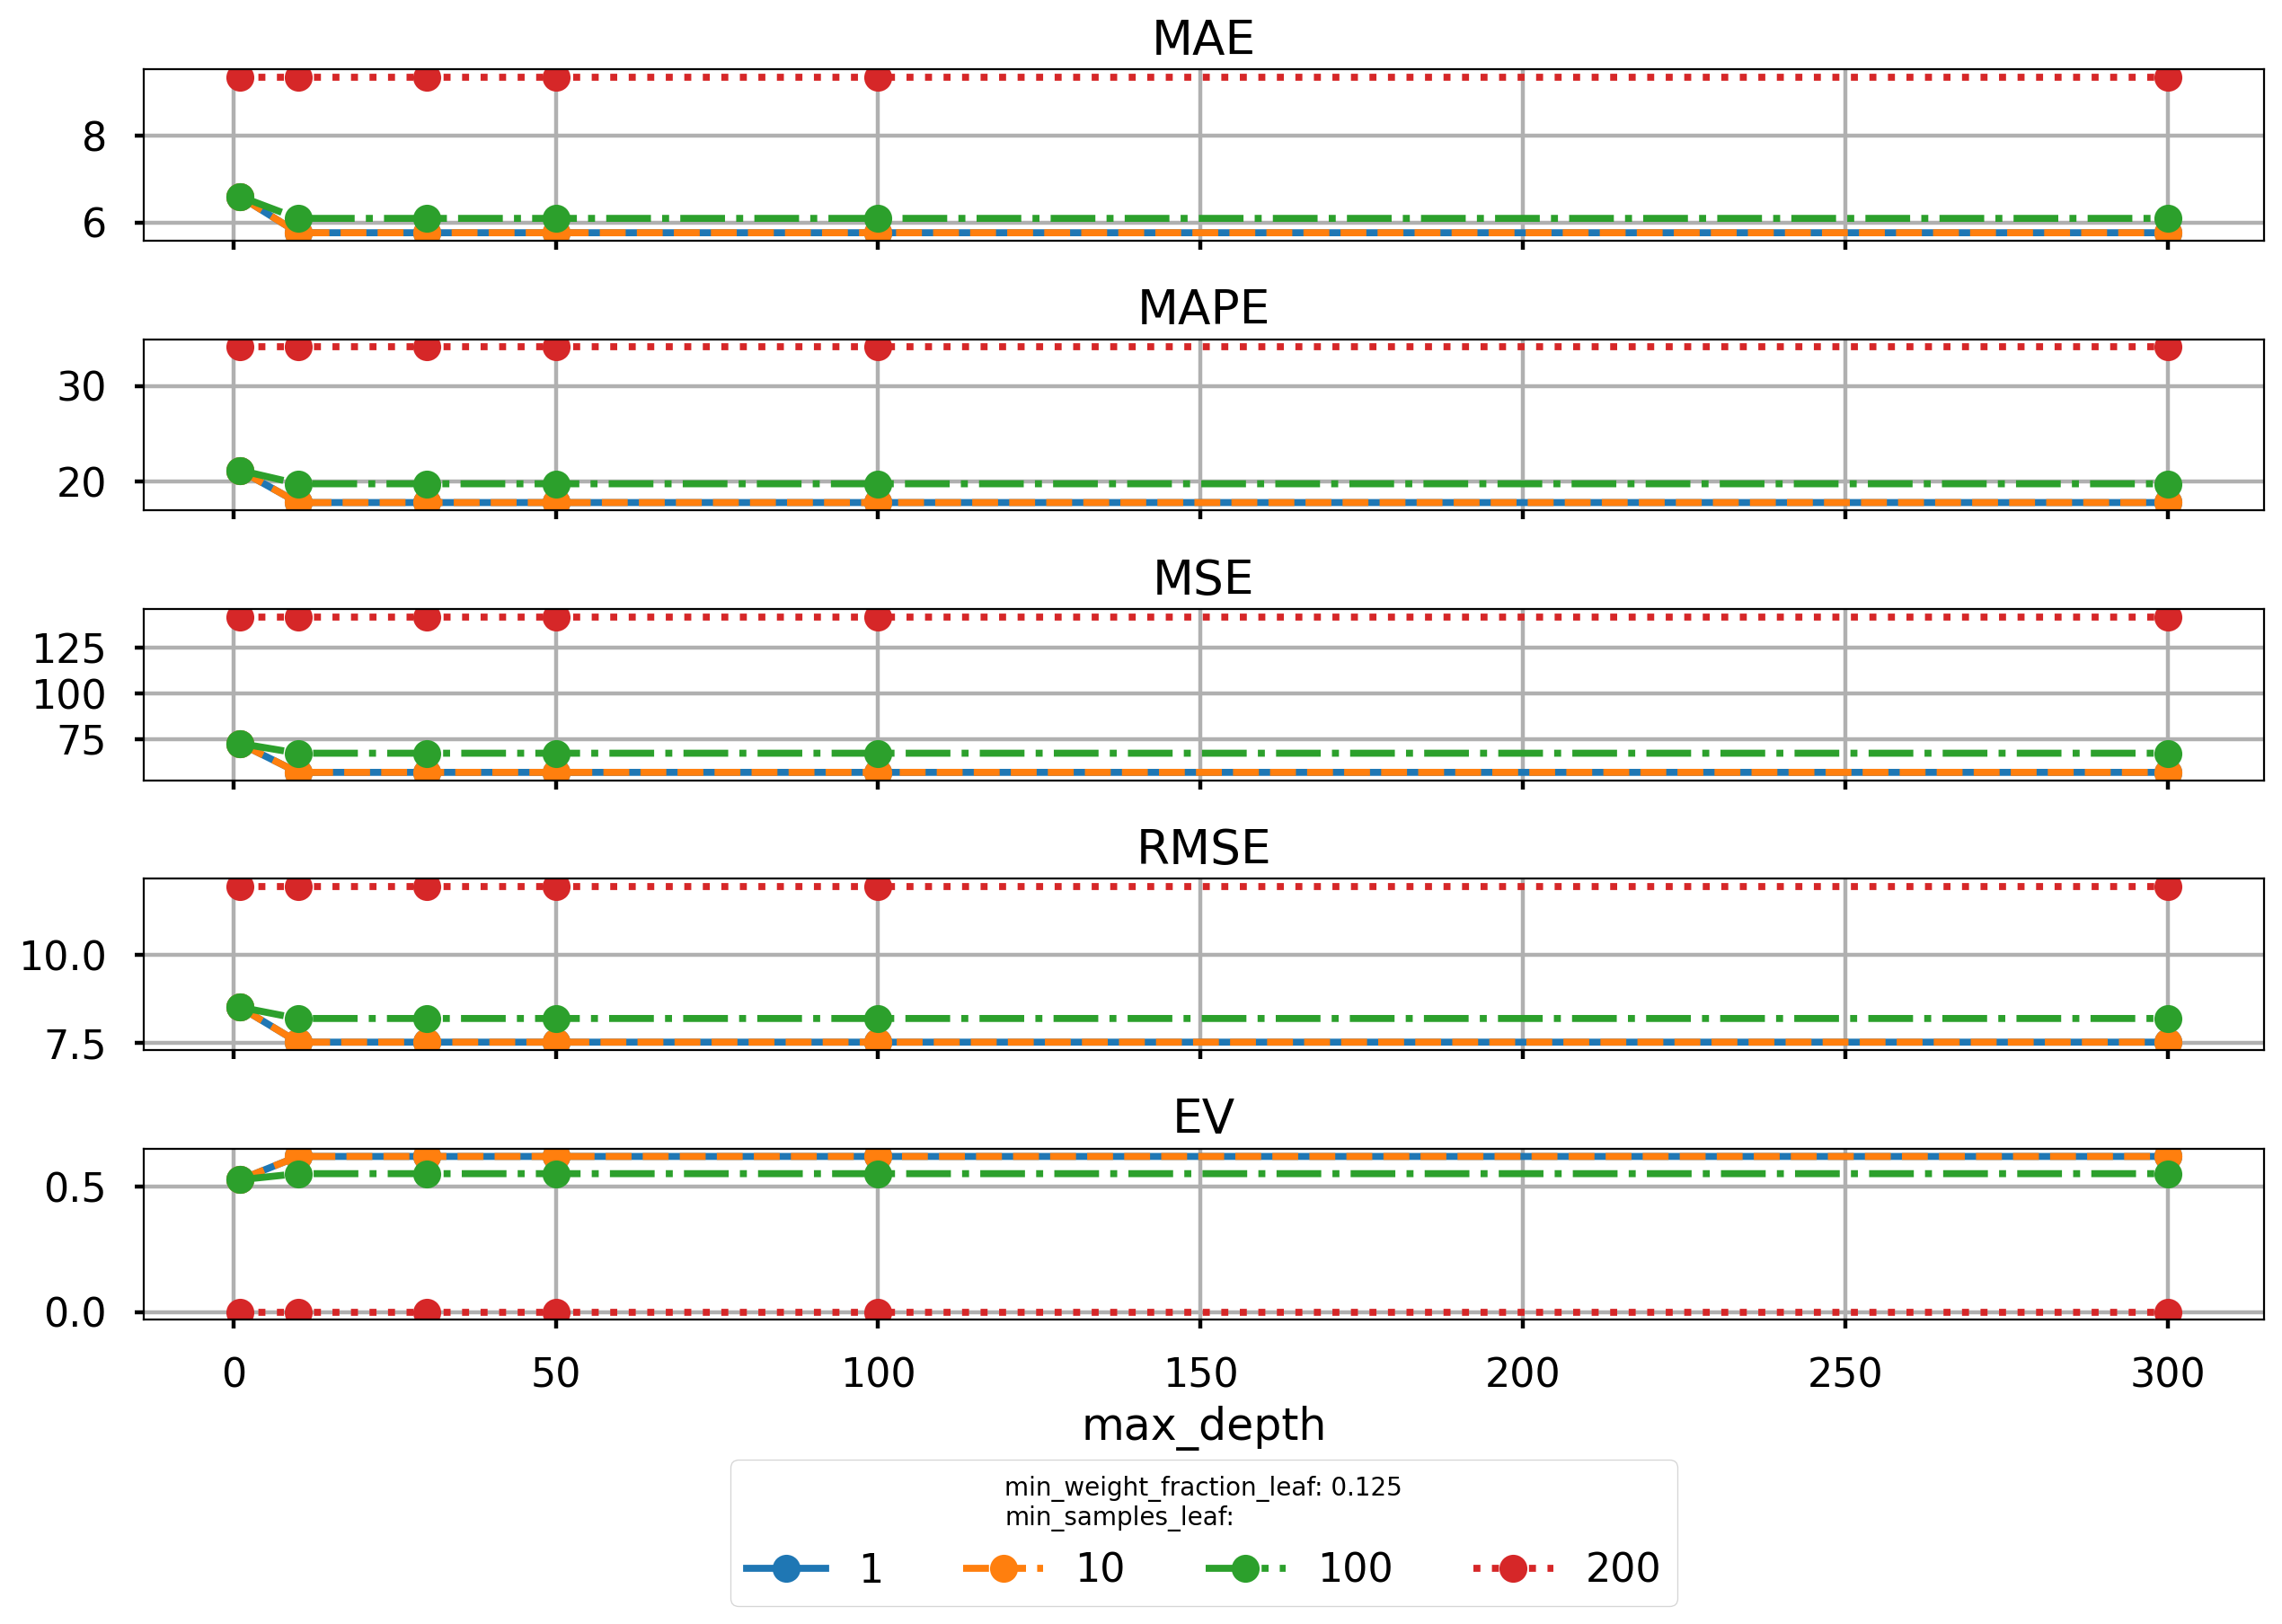 MAE
8
6
MAPE
30
20
MSE
125
100
75
RMSE
10.0
7.5
EV
0.5
0.0
0 50 100 150 200 250 300
max_depth
min_weight_fraction_leaf: 0.125
min_samples_leaf:
1 10 100 200